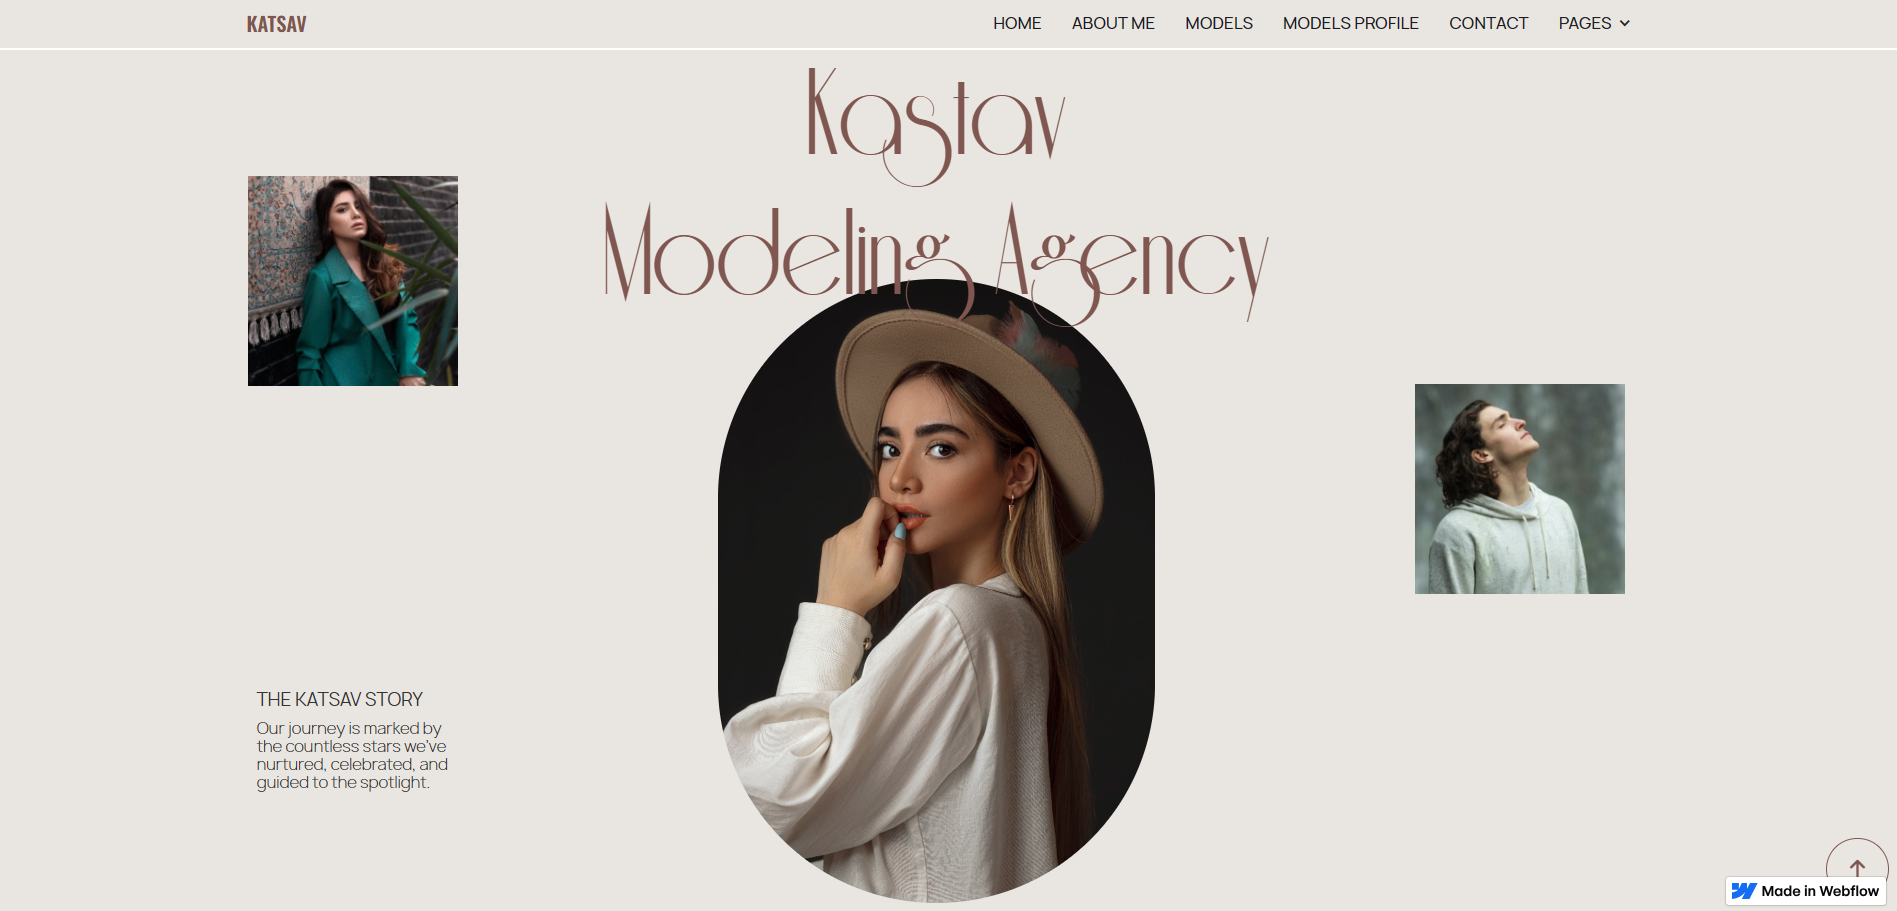 KATSAV
HOME ABOUT ME MODELS MODELS PROFILE CONTACT PAGES
Kastav
Modeling Agency
THE KATSAV STORY
Our journey is marked by
the countless stars we've
nurtured, celebrated, and
guided to the spotlight.
Made in Webflow